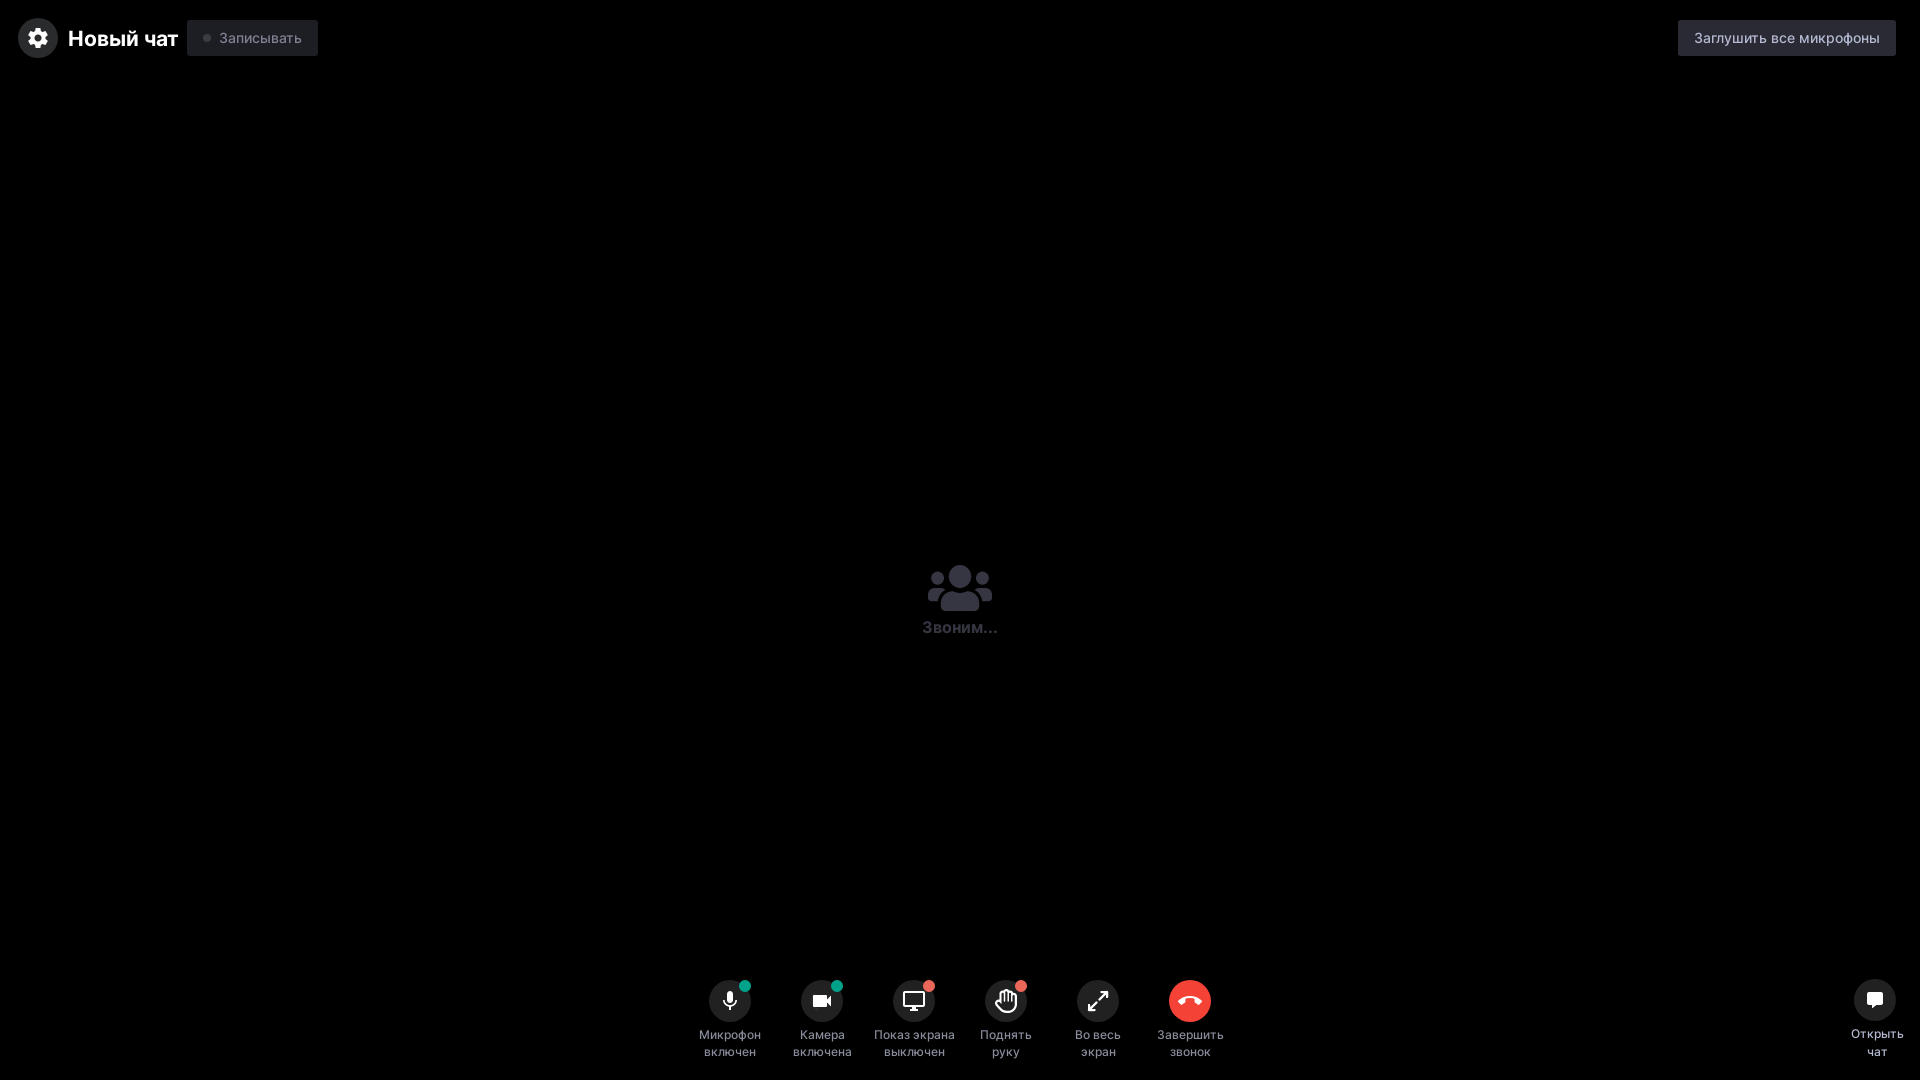 Новый чат
Записывать
Заглушить все микрофоны
Звоним...
Микрофон
включен
Камера
включена
Показ экрана
выключен
Поднять
руку
Во весь
экран
Завершить
звонок
Открыть
чат